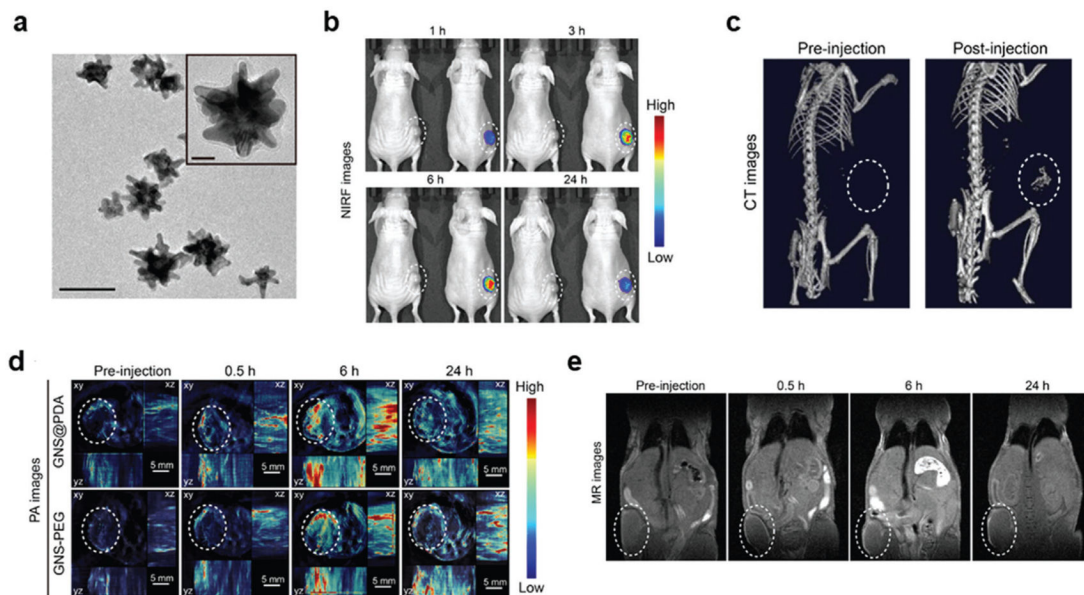 a
b
1 h
3 h
6 h
24 h
NIRF images
High
Low
c
Pre-injection
Post-injection
CT images
d
Pre-injection
0.5 h
6 h
24 h
PA images
GNS@PDA
xy
xz
yz
5 mm
xy
xz
yz
5 mm
xy
xz
yz
5 mm
xy
xz
yz
5 mm
GNS-PEG
xy
xz
yz
5 mm
xy
xz
yz
5 mm
xy
xz
yz
5 mm
xy
xz
yz
5 mm
High
Low
e
Pre-injection
0.5 h
6 h
24 h
MR images